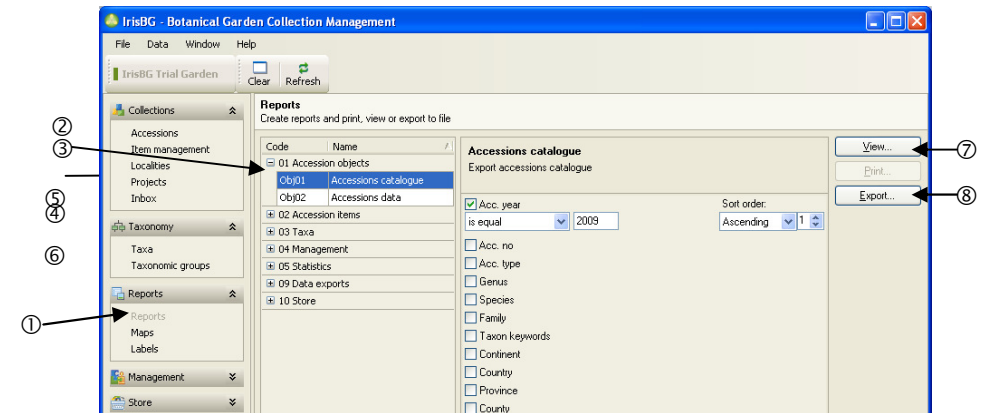 IrisBG - Botanical Garden Collection Management
File Data Window Help
IrisBG Trial Garden
Clear Refresh
Collections
Accessions
Item management
Localities
Projects
Inbox
Taxonomy
Taxa
Taxonomic groups
Reports
Reports
Maps
Labels
Management
Store
②
③
⑤
④
⑥
①
Reports
Create reports and print, view or export to file
Code Name /
01 Accession objects
Obj01 Accessions catalogue
Obj02 Accessions data
02 Accession items
03 Taxa
04 Management
05 Statistics
09 Data exports
10 Store
Accessions catalogue
Export accessions catalogue
Acc. year Sort order:
is equal 2009 Ascending 1
Acc. no
Acc. type
Genus
Species
Family
Taxon keywords
Continent
Country
Province
County
View...
Print...
Export...
⑦
⑧